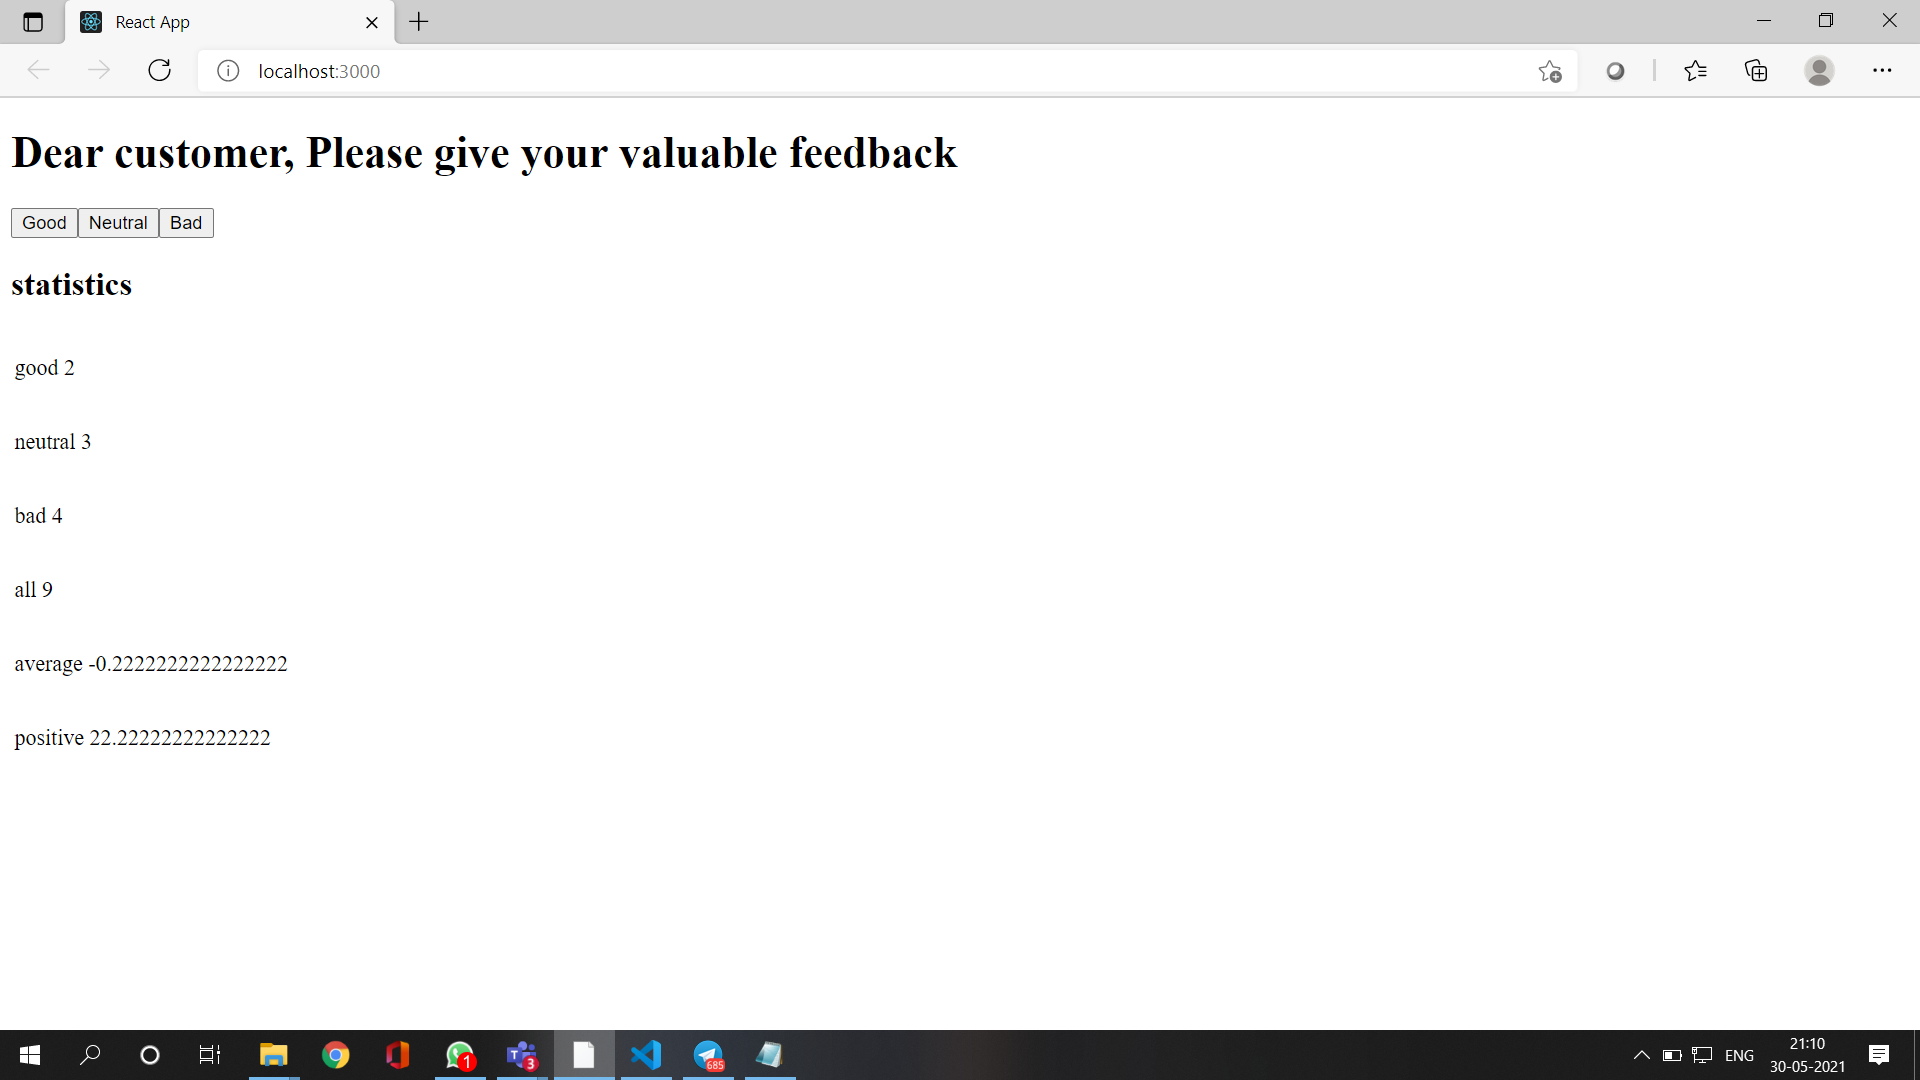 React App
localhost:3000
Dear customer, Please give your valuable feedback
Good Neutral Bad
statistics
good 2
neutral 3
bad 4
all 9
average -0.2222222222222222
positive 22.22222222222222
1
T
3
685
ENG
21:10
30-05-2021